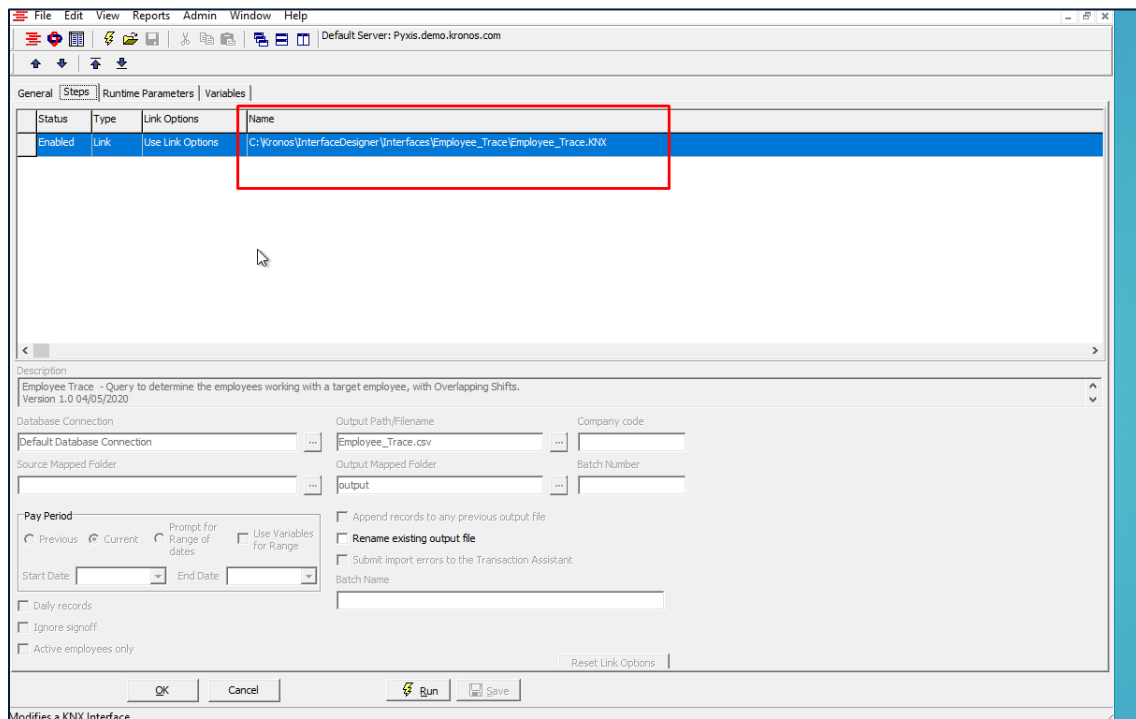 File Edit View Reports Admin Window Help
Default Server: Pyxis.demo.kronos.com
General Steps Runtime Parameters Variables
Status Type Link Options Name
Enabled Link Use Link Options C:\Kronos\InterfaceDesigner\Interfaces\Employee_Trace\Employee_Trace.KNX
Description
Employee Trace - Query to determine the employees working with a target employee, with Overlapping Shifts.
Version 1.0 04/05/2020
Database Connection Output Path/Filename Company code
Default Database Connection ... Employee_Trace.csv ...
Source Mapped Folder Output Mapped Folder Batch Number
... output ...
Pay Period
Previous Current Prompt for Range of dates Use Variables for Range
Start Date End Date
Append records to any previous output file
Rename existing output file
Submit import errors to the Transaction Assistant
Batch Name
Daily records
Ignore signoff
Active employees only
Reset Link Options
OK Cancel Run Save
Modifies a KNX Interface